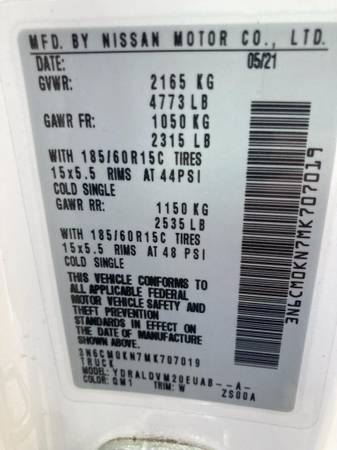 MFD. BY NISSAN MOTOR CO., LTD.
DATE: 05/21
GVWR: 2165 KG
4773 LB
GAWR FR: 1050 KG
2315 LB
WITH 185/60R15C TIRES
15x5.5 RIMS AT 44PSI
COLD SINGLE
GAWR RR: 1150 KG
2535 LB
WITH 185/60R15C TIRES
15x5.5 RIMS AT 48 PSI
COLD SINGLE
THIS VEHICLE CONFORMS TO
ALL APPLICABLE FEDERAL
MOTOR VEHICLE SAFETY AND
THEFT PREVENTION
STANDARDS IN EFFECT ON
THE DATE OF MANUFACTURE
SHOWN ABOVE.
3N6CM0KN7MK707019
TRUCK
MODEL: YDRALDVM20EUAB--A-
COLOR: QM1 TRIM: W ZS00A
3N6CM0KN7MK707019